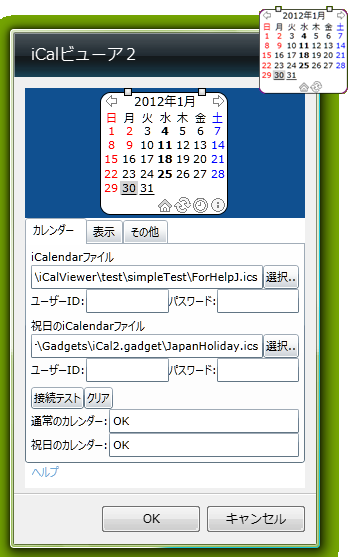 2012年1月
日 月 火 水 木 金 土
1 2 3 4 5 6 7
8 9 10 11 12 13 14
15 16 17 18 19 20 21
22 23 24 25 26 27 28
29 30 31
iCalビューア２
2012年1月
日 月 火 水 木 金 土
1 2 3 4 5 6 7
8 9 10 11 12 13 14
15 16 17 18 19 20 21
22 23 24 25 26 27 28
29 30 31
カレンダー 表示 その他
iCalendarファイル
\iCalViewer\test\simpleTest\ForHelpJ.ics 選択..
ユーザーID: パスワード:
祝日のiCalendarファイル
:\Gadgets\iCal2.gadget\JapanHoliday.ics 選択..
ユーザーID: パスワード:
接続テスト クリア
通常のカレンダー: OK
祝日のカレンダー: OK
ヘルプ
OK キャンセル